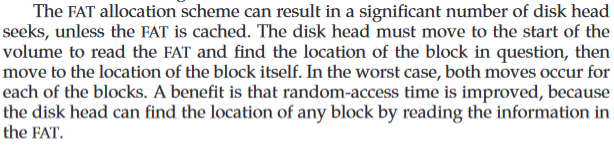 The FAT allocation scheme can result in a significant number of disk head
seeks, unless the FAT is cached. The disk head must move to the start of the
volume to read the FAT and find the location of the block in question, then
move to the location of the block itself. In the worst case, both moves occur for
each of the blocks. A benefit is that random-access time is improved, because
the disk head can find the location of any block by reading the information in
the FAT.